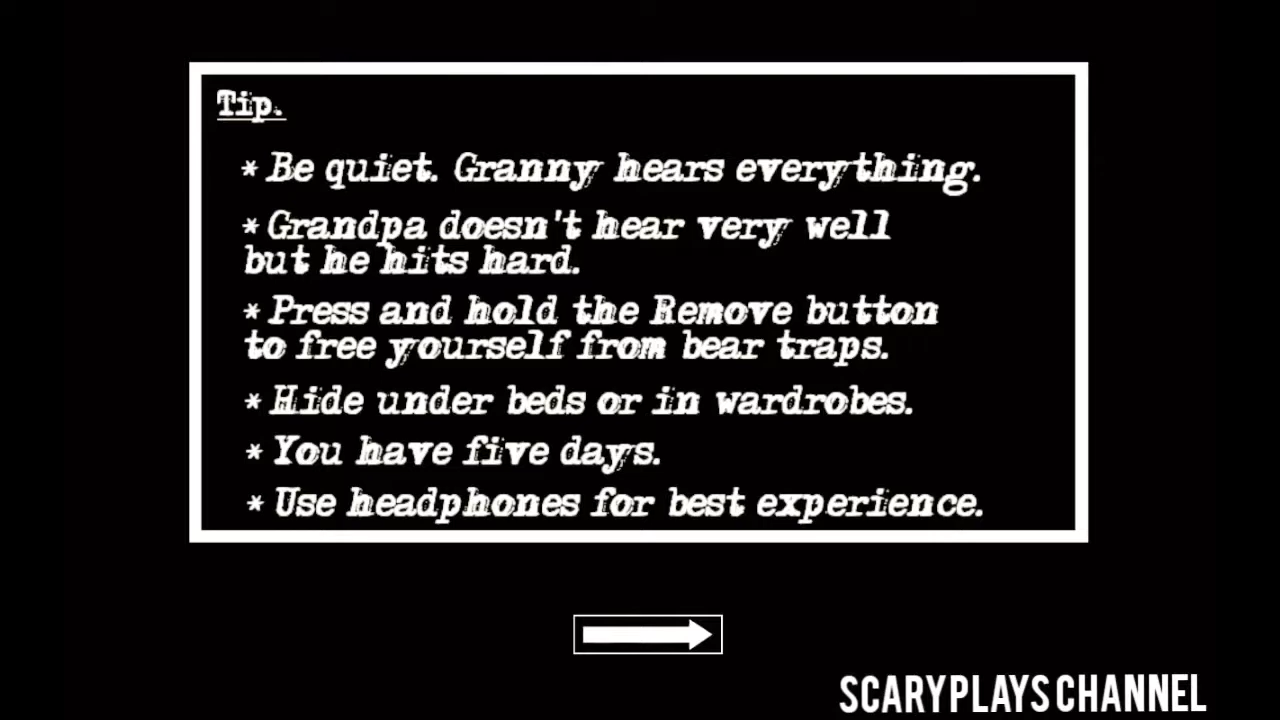 Tip.
* Be quiet. Granny hears everything.
* Grandpa doesn't hear very well
but he hits hard.
* Press and hold the Remove button
to free yourself from bear traps.
* Hide under beds or in wardrobes.
* You have five days.
* Use headphones for best experience.
SCARYPLAYS CHANNEL